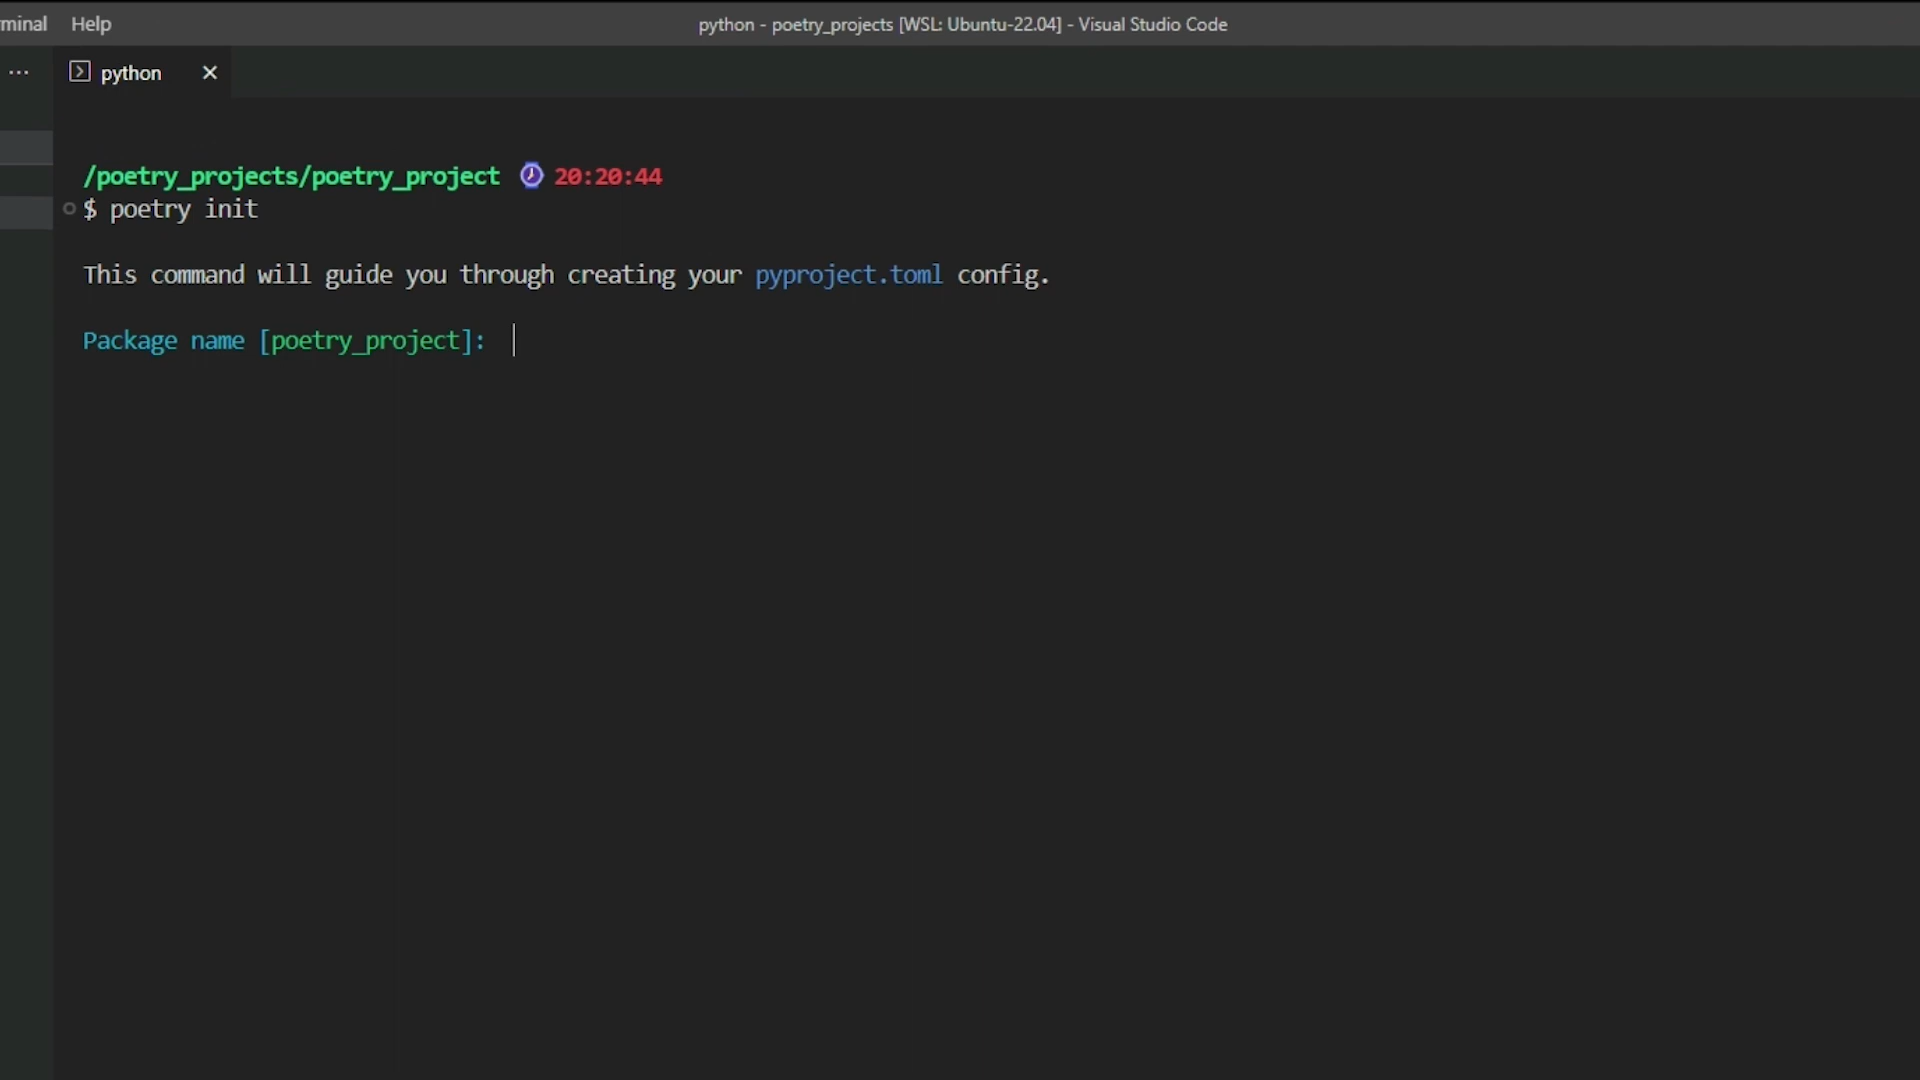 Help
python - poetry_projects [WSL: Ubuntu-22.04] - Visual Studio Code
python
/poetry_projects/poetry_project 20:20:44
$ poetry init
This command will guide you through creating your pyproject.toml config.
Package name [poetry_project]: